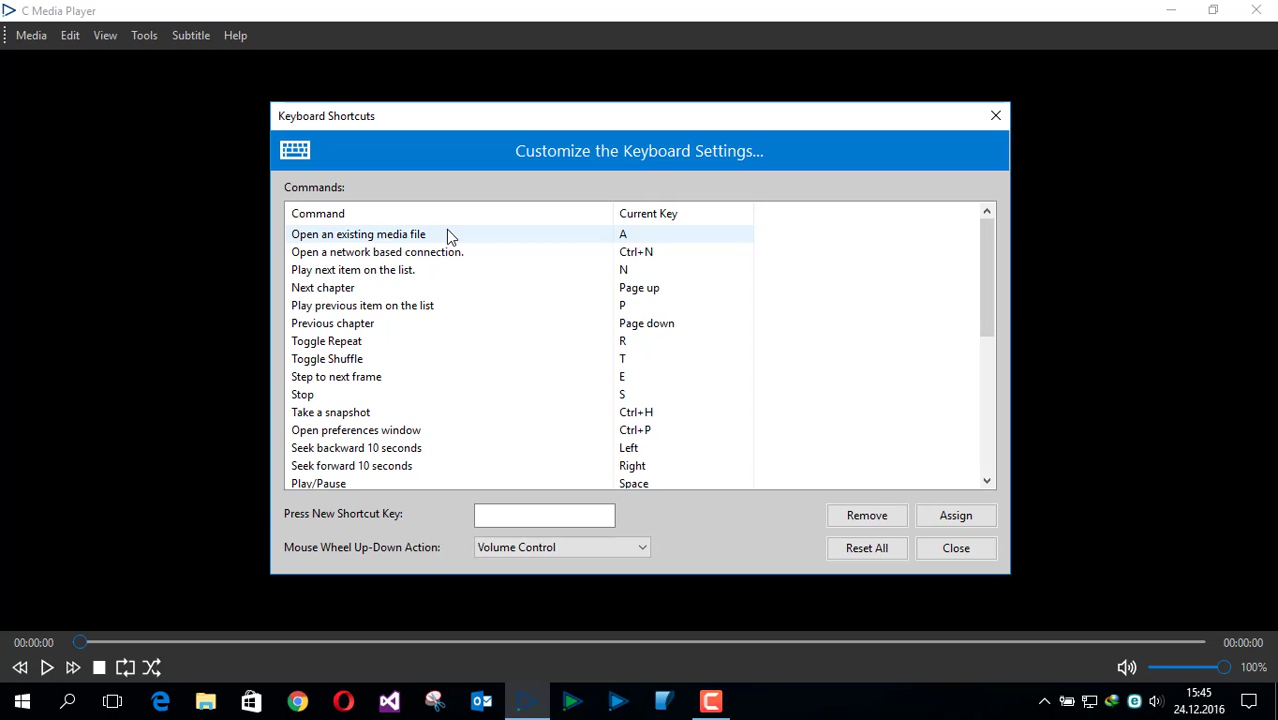 C Media Player
Media Edit View Tools Subtitle Help
Keyboard Shortcuts
Customize the Keyboard Settings...
Commands:
Command Current Key
Open an existing media file A
Open a network based connection. Ctrl+N
Play next item on the list. N
Next chapter Page up
Play previous item on the list P
Previous chapter Page down
Toggle Repeat R
Toggle Shuffle T
Step to next frame E
Stop S
Take a snapshot Ctrl+H
Open preferences window Ctrl+P
Seek backward 10 seconds Left
Seek forward 10 seconds Right
Play/Pause Space
Press New Shortcut Key: Remove Assign
Mouse Wheel Up-Down Action: Volume Control Reset All Close
00:00:00 00:00:00
100%
15:45
24.12.2016